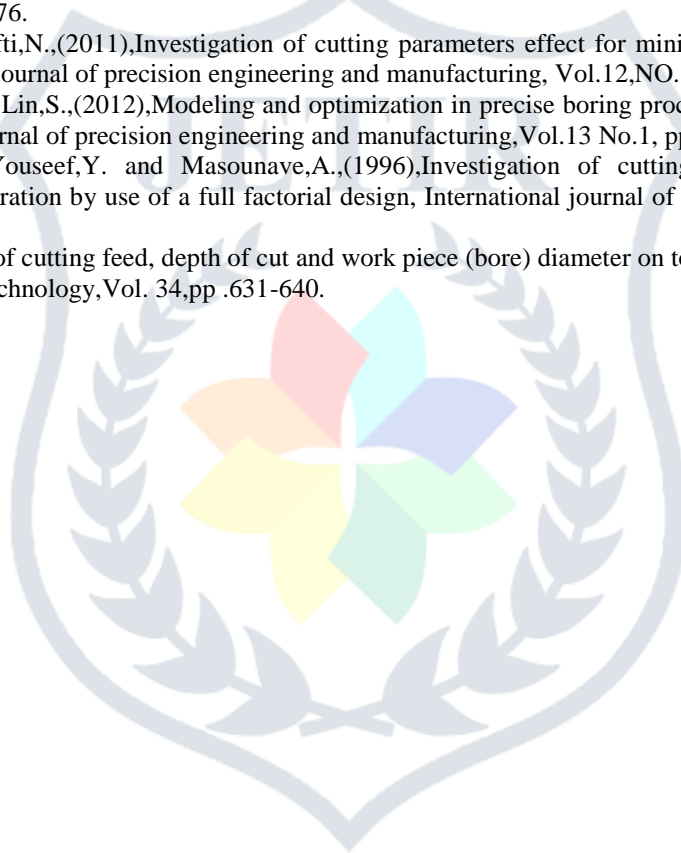 76.
fti,N.,(2011),Investigation of cutting parameters effect for mini
journal of precision engineering and manufacturing, Vol.12,NO.
Lin,S.,(2012),Modeling and optimization in precise boring proc
rnal of precision engineering and manufacturing,Vol.13 No.1, pp
Youseef,Y. and Masounave,A.,(1996),Investigation of cutting
ration by use of a full factorial design, International journal of
of cutting feed, depth of cut and work piece (bore) diameter on to
chnology,Vol. 34,pp .631-640.
JETIR